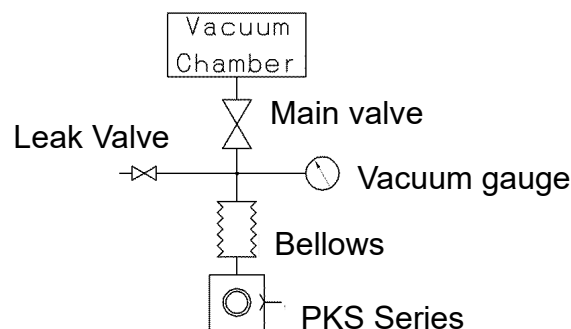 Vacuum
Chamber
Main valve
Leak Valve
Vacuum gauge
Bellows
PKS Series